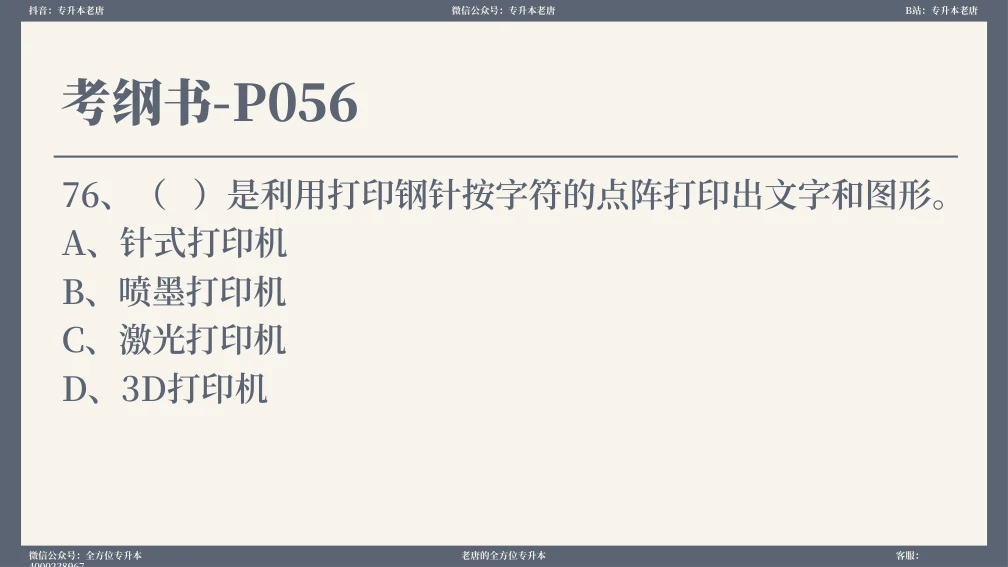 抖音：专升本老唐
微信公众号：专升本老唐
B站：专升本老唐
考纲书-P056
76、（ ）是利用打印钢针按字符的点阵打印出文字和图形。
A、针式打印机
B、喷墨打印机
C、激光打印机
D、3D打印机
微信公众号：全方位专升本
老唐的全方位专升本
客服：
4000238967